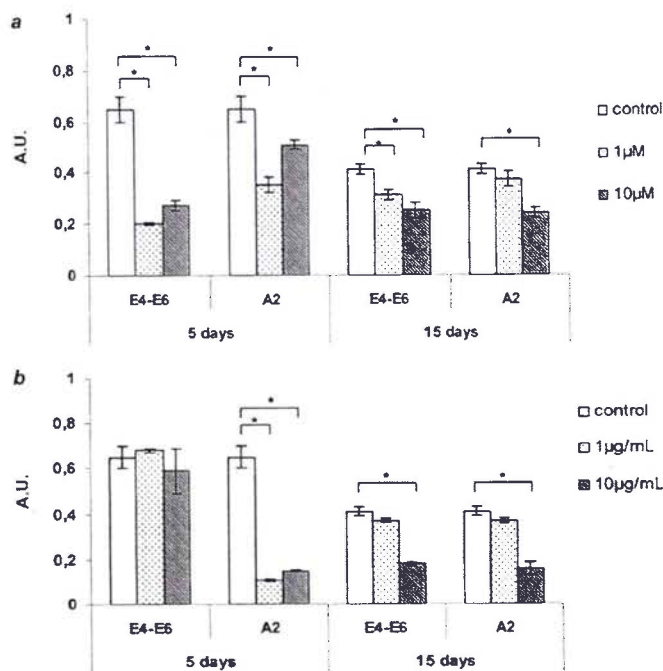 a
1
0,8
0,6
0,4
0,2
0
A.U.
* * * * * * *
control
1µM
10µM
E4-E6 A2 E4-E6 A2
5 days 15 days
b
1
0,8
0,6
0,4
0,2
0
A.U.
* * * *
control
1µg/mL
10µg/mL
E4-E6 A2 E4-E6 A2
5 days 15 days